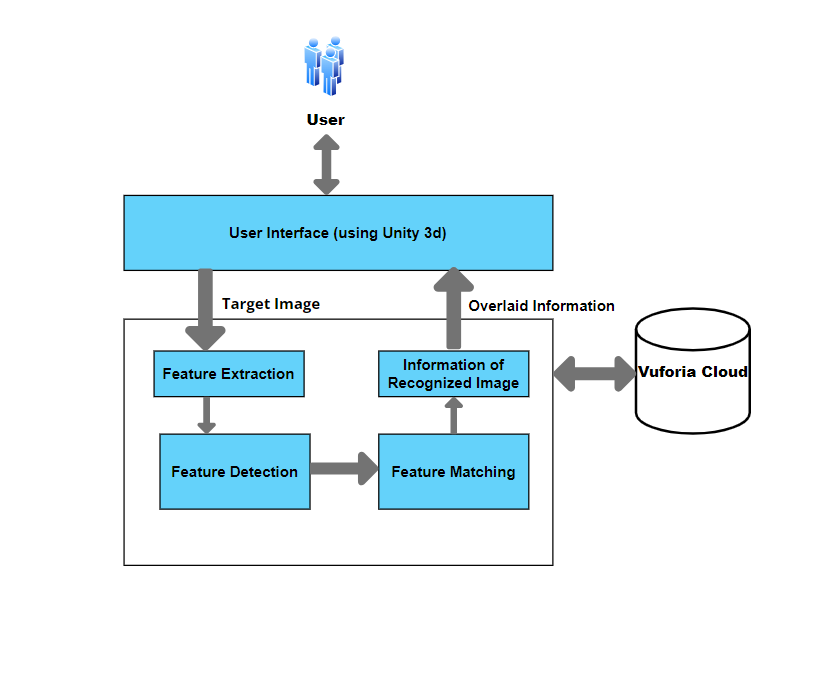 User
User Interface (using Unity 3d)
Target Image
Overlaid Information
Feature Extraction
Information of
Recognized Image
Vuforia Cloud
Feature Detection
Feature Matching